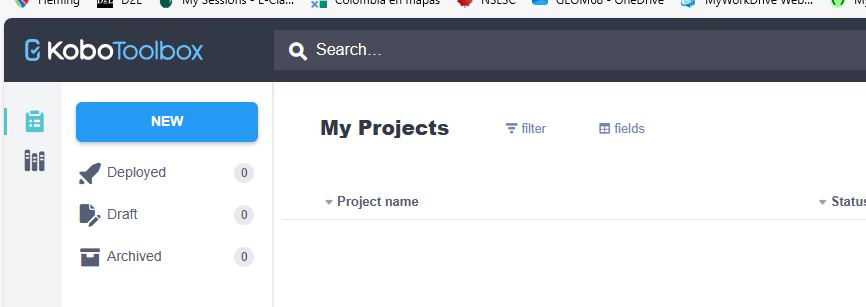 Fleming D2L My Sessions - E-Cla... Colombia en mapas NSLSC GEOM68 - OneDrive MyWorkDrive Web...
KoboToolbox
Search...
NEW
My Projects
filter
fields
Deployed 0
Project name
Status
Draft 0
Archived 0